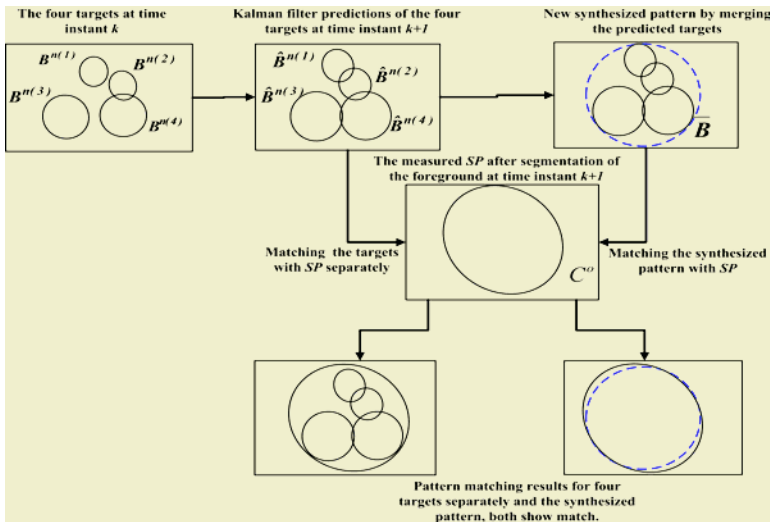 The four targets at time
instant k
Kalman filter predictions of the four
targets at time instant k+1
New synthesized pattern by merging
the predicted targets
B^n(1)
B^n(2)
B^n(3)
B^n(4)
B̂^n(1)
B̂^n(2)
B̂^n(3)
B̂^n(4)
B̅
The measured SP after segmentation of
the foreground at time instant k+1
Matching the targets
with SP separately
C^o
Matching the synthesized
pattern with SP
Pattern matching results for four
targets separately and the synthesized
pattern, both show match.